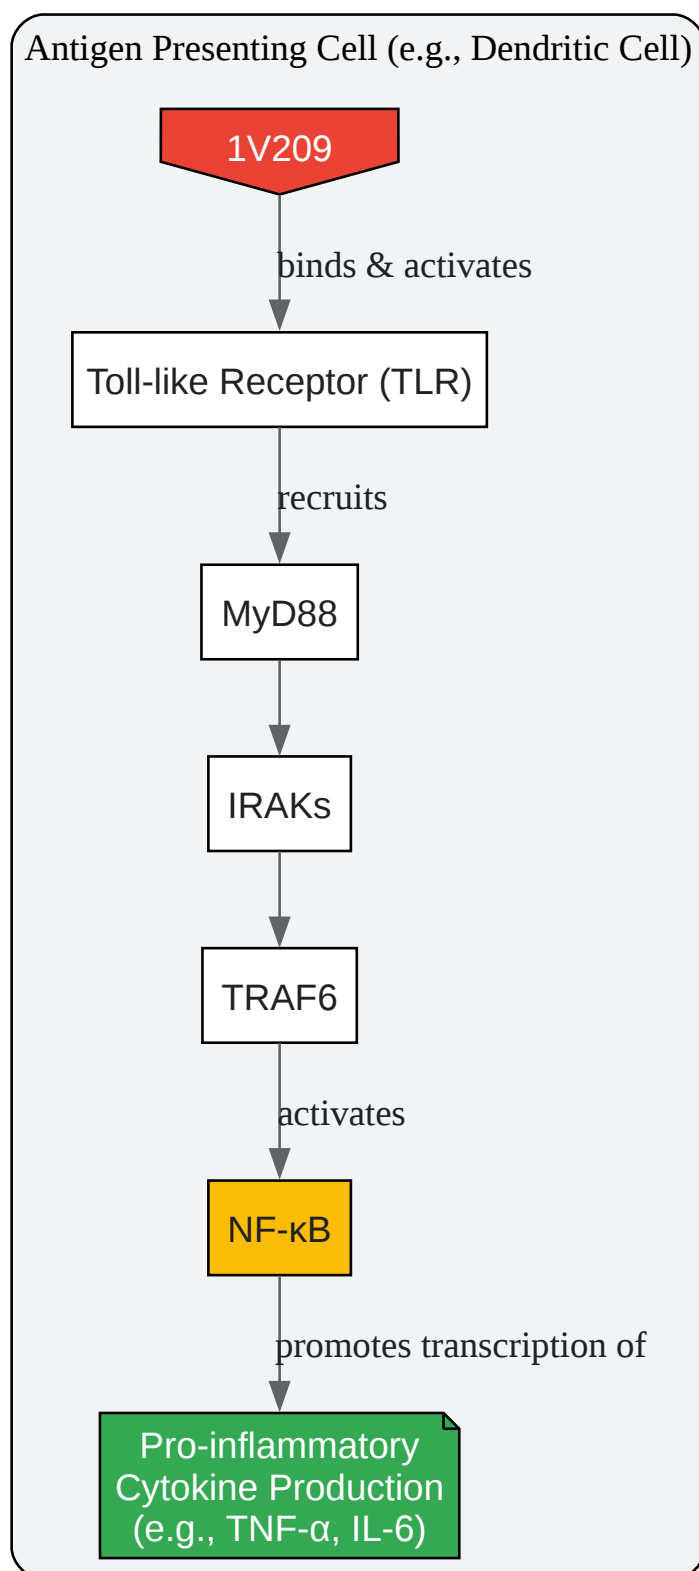 Antigen Presenting Cell (e.g., Dendritic Cell)
1V209
binds & activates
Toll-like Receptor (TLR)
recruits
MyD88
IRAKs
TRAF6
activates
NF-κB
promotes transcription of
Pro-inflammatory
Cytokine Production
(e.g., TNF-α, IL-6)